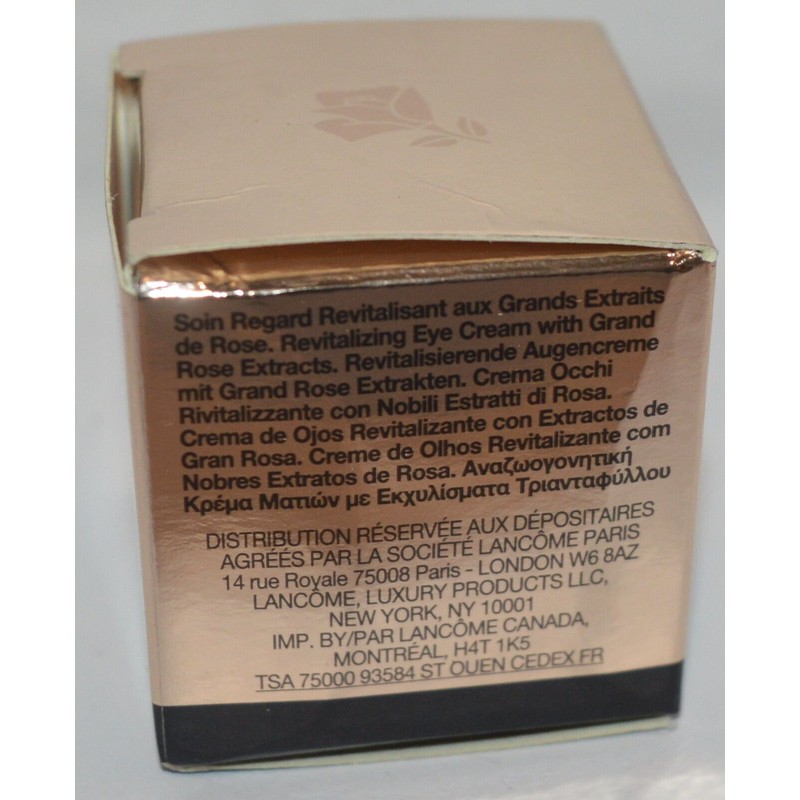 Soin Regard Revitalisant aux Grands Extraits
de Rose. Revitalizing Eye Cream with Grand
Rose Extracts. Revitalisierende Augencreme
mit Grand Rose Extrakten. Crema Occhi
Rivitalizzante con Nobili Estratti di Rosa.
Crema de Ojos Revitalizante con Extractos de
Gran Rosa. Creme de Olhos Revitalizante com
Nobres Extratos de Rosa. Αναζωογονητική
Κρέμα Ματιών με Εκχυλίσματα Τριανταφύλλου
DISTRIBUTION RÉSERVÉE AUX DÉPOSITAIRES
AGRÉÉS PAR LA SOCIÉTÉ LANCÔME PARIS
14 rue Royale 75008 Paris - LONDON W6 8AZ
LANCÔME, LUXURY PRODUCTS LLC,
NEW YORK, NY 10001
IMP. BY/PAR LANCÔME CANADA,
MONTRÉAL, H4T 1K5
TSA 75000 93584 ST OUEN CEDEX FR